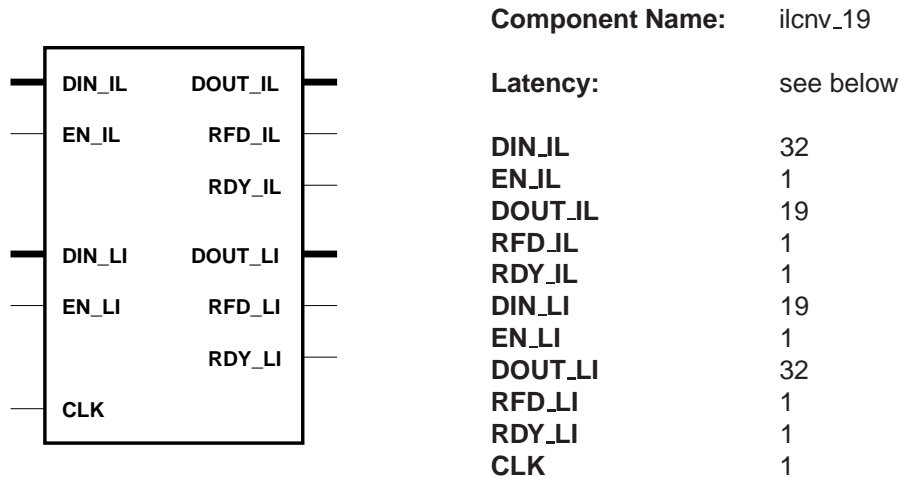 Component Name: ilcnv_19
Latency: see below
DIN_IL DOUT_IL
EN_IL RFD_IL
RDY_IL
DIN_LI DOUT_LI
EN_LI RFD_LI
RDY_LI
CLK
DIN_IL 32
EN_IL 1
DOUT_IL 19
RFD_IL 1
RDY_IL 1
DIN_LI 19
EN_LI 1
DOUT_LI 32
RFD_LI 1
RDY_LI 1
CLK 1